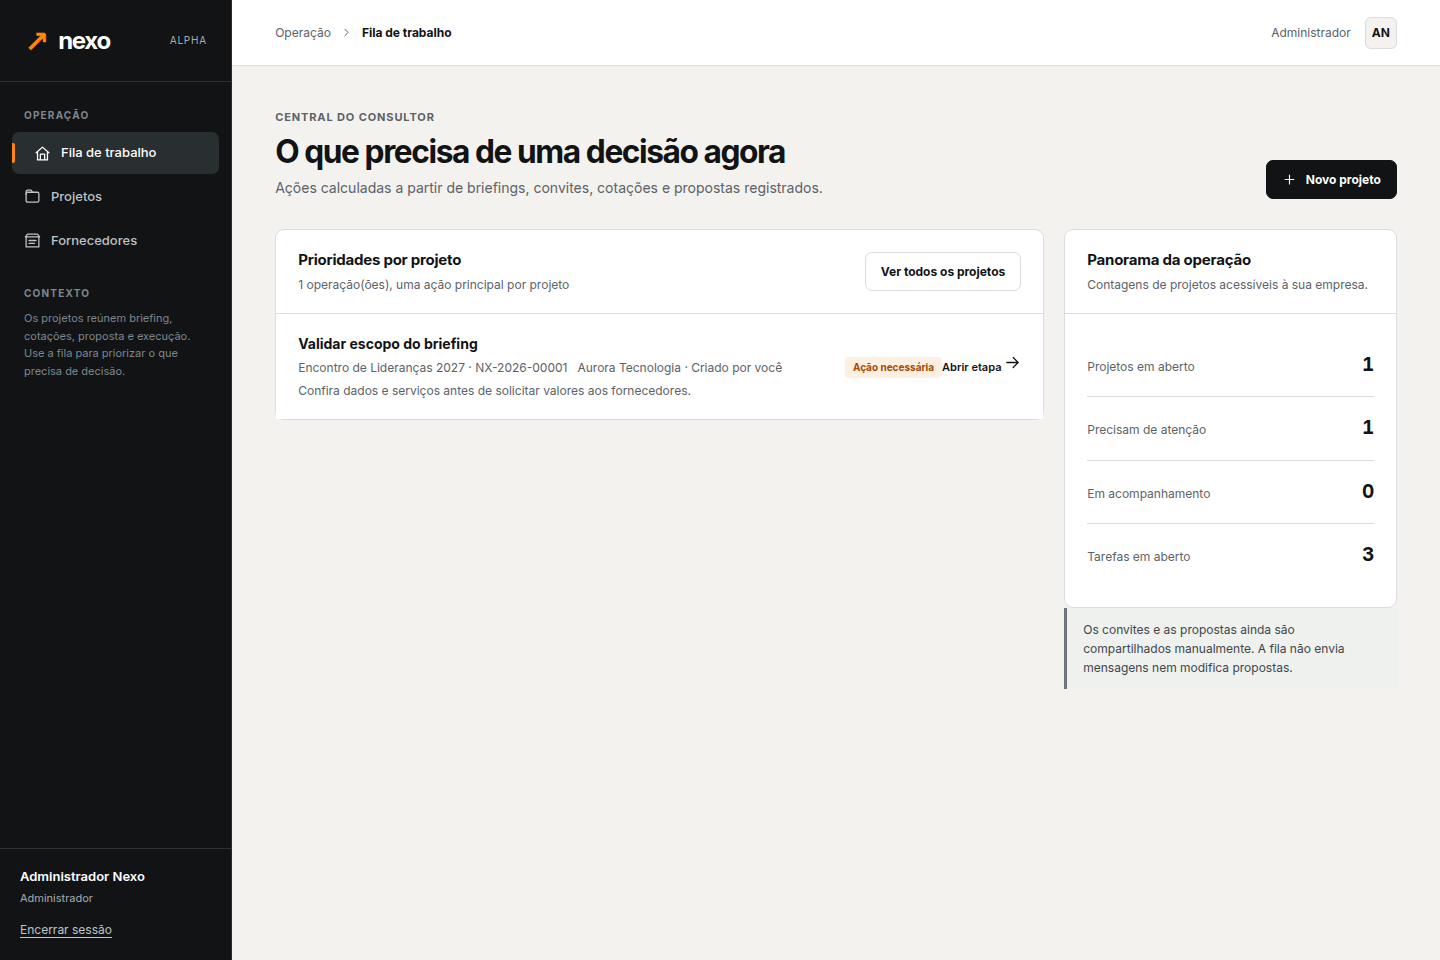 nexo
ALPHA
OPERAÇÃO
Fila de trabalho
Projetos
Fornecedores
CONTEXTO
Os projetos reúnem briefing,
cotações, proposta e execução.
Use a fila para priorizar o que
precisa de decisão.
Administrador Nexo
Administrador
Encerrar sessão
Operação
Fila de trabalho
Administrador
AN
CENTRAL DO CONSULTOR
O que precisa de uma decisão agora
Ações calculadas a partir de briefings, convites, cotações e propostas registrados.
Novo projeto
Prioridades por projeto
1 operação(ões), uma ação principal por projeto
Ver todos os projetos
Validar escopo do briefing
Encontro de Lideranças 2027 · NX-2026-00001 Aurora Tecnologia · Criado por você
Confira dados e serviços antes de solicitar valores aos fornecedores.
Ação necessária
Abrir etapa
Panorama da operação
Contagens de projetos acessíveis à sua empresa.
Projetos em aberto 1
Precisam de atenção 1
Em acompanhamento 0
Tarefas em aberto 3
Os convites e as propostas ainda são
compartilhados manualmente. A fila não envia
mensagens nem modifica propostas.